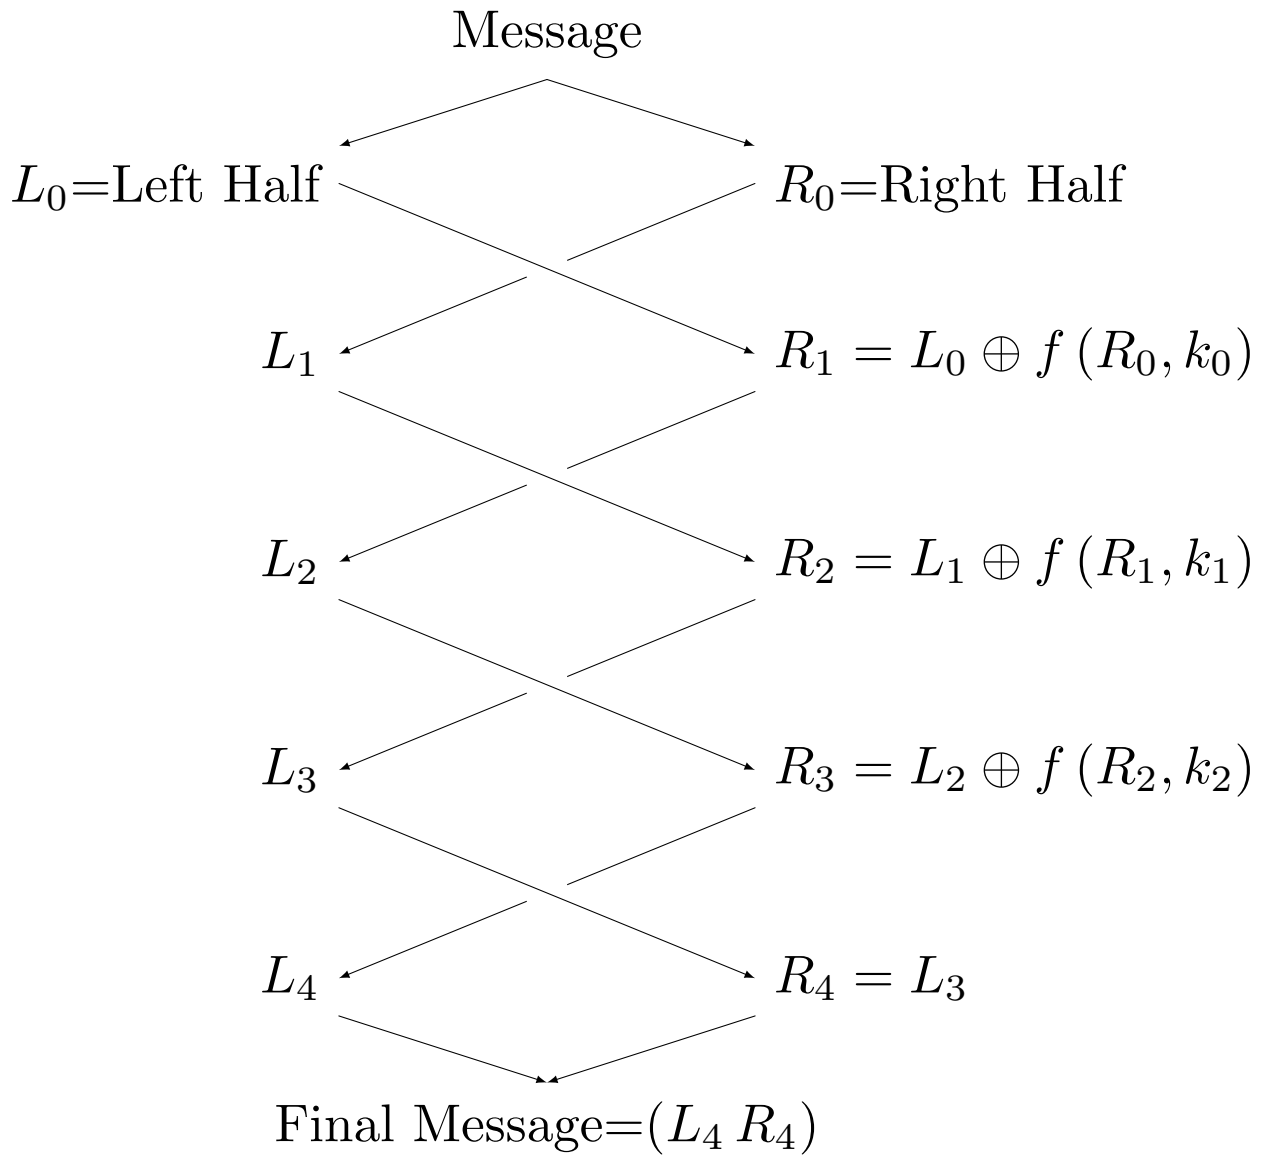 Message
L₀=Left Half R₀=Right Half
L₁ R₁ = L₀ ⊕ f (R₀, k₀)
L₂ R₂ = L₁ ⊕ f (R₁, k₁)
L₃ R₃ = L₂ ⊕ f (R₂, k₂)
L₄ R₄ = L₃
Final Message=(L₄ R₄)